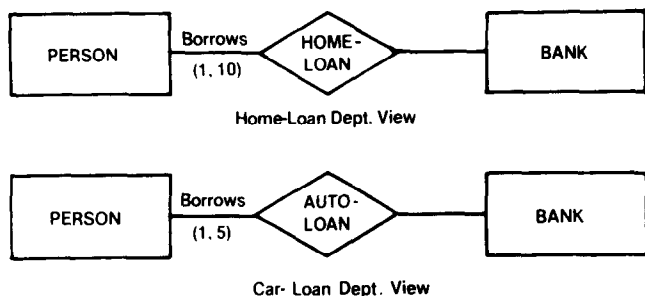 PERSON
Borrows
(1, 10)
HOME-
LOAN
BANK
Home-Loan Dept. View
PERSON
Borrows
(1, 5)
AUTO-
LOAN
BANK
Car- Loan Dept. View